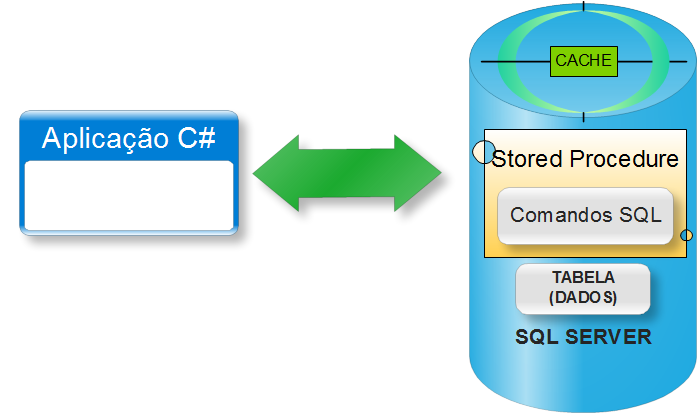 Aplicação C#
CACHE
Stored Procedure
Comandos SQL
TABELA
(DADOS)
SQL SERVER